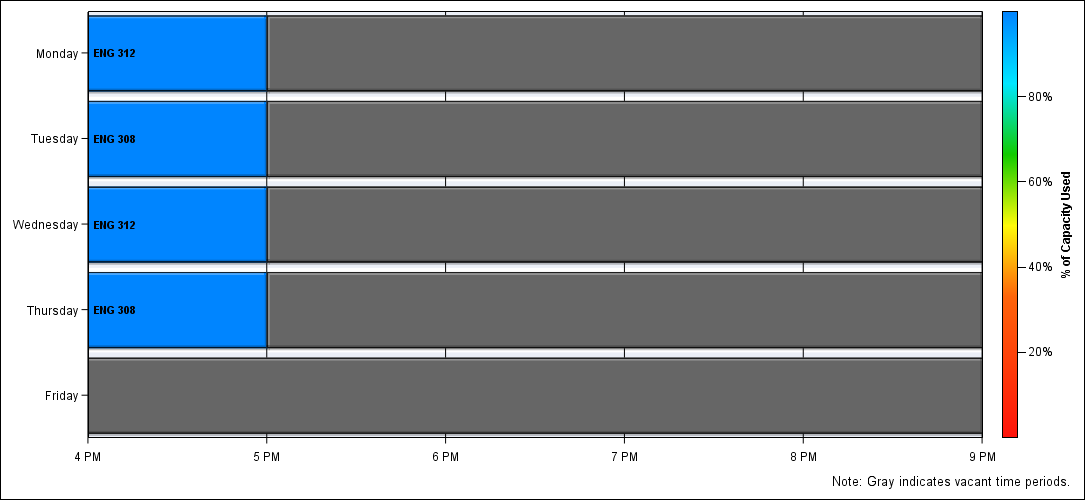 Monday
ENG 312
Tuesday
ENG 308
Wednesday
ENG 312
Thursday
ENG 308
Friday
4 PM 5 PM 6 PM 7 PM 8 PM 9 PM
80%
60%
40%
20%
% of Capacity Used
Note: Gray indicates vacant time periods.